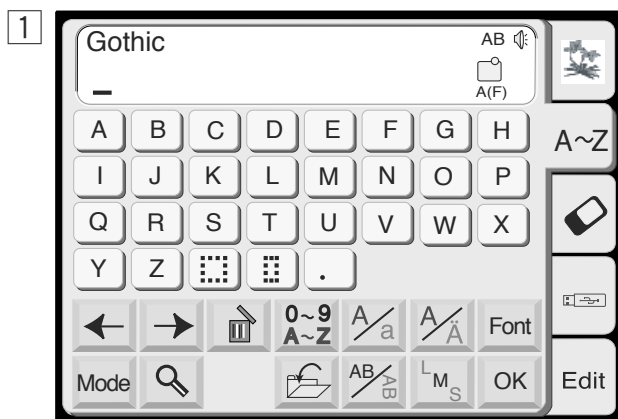 1
Gothic AB
A(F)
A B C D E F G H
A~Z
I J K L M N O P
Q R S T U V W X
Y Z .
0~9
A~Z
A/a
A/Ä
Font
Mode
AB/AB
L M S
OK
Edit